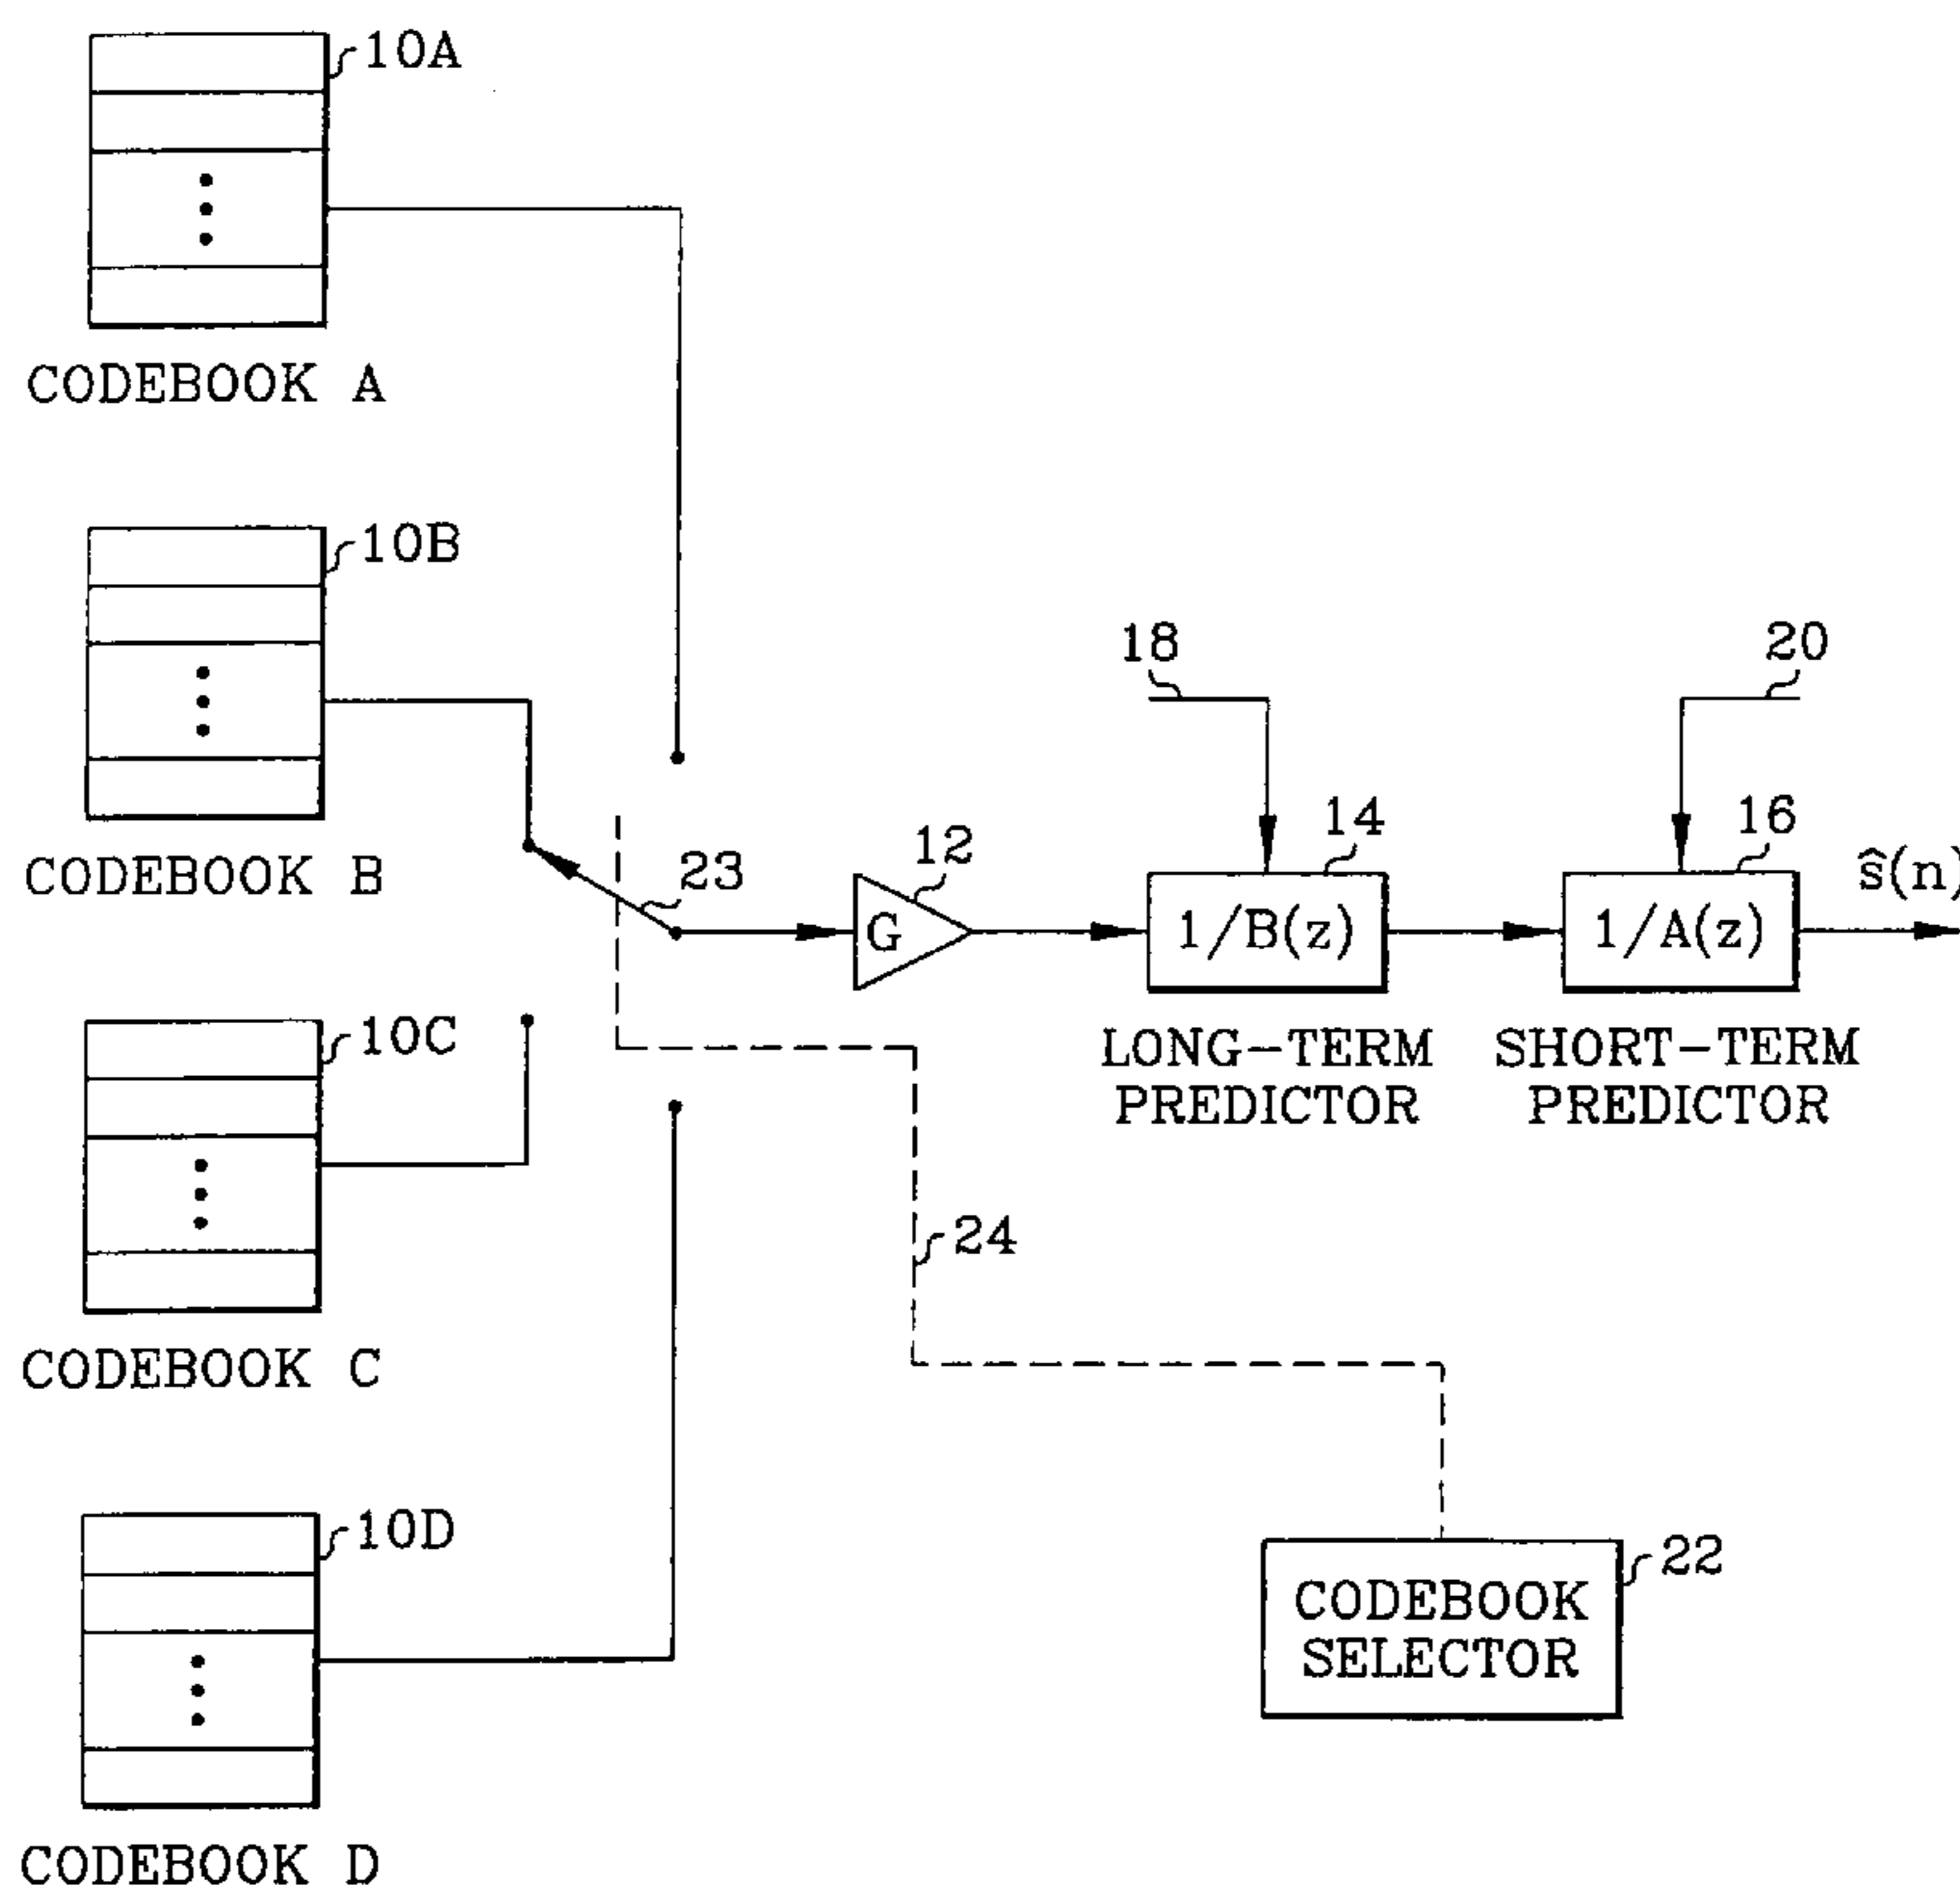 10A
CODEBOOK A
10B
CODEBOOK B
23
12
G
18
14
1/B(z)
LONG-TERM
PREDICTOR
20
16
1/A(z)
SHORT-TERM
PREDICTOR
ŝ(n)
10C
CODEBOOK C
24
10D
CODEBOOK D
22
CODEBOOK
SELECTOR